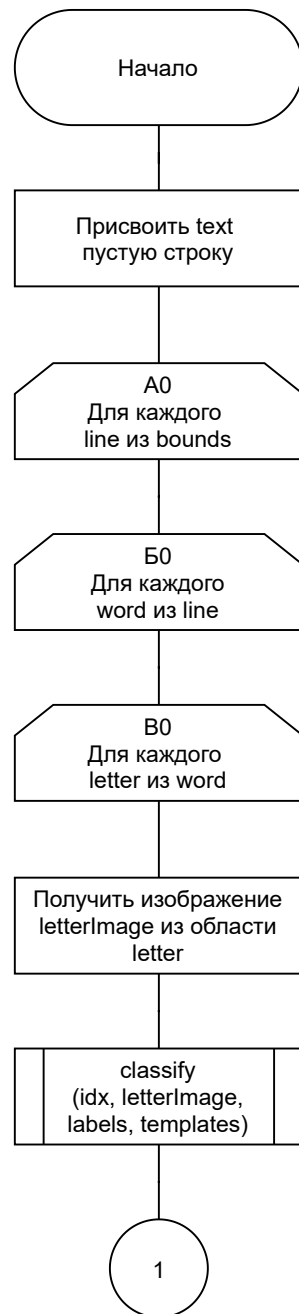 Начало
Присвоить text
пустую строку
А0
Для каждого
line из bounds
Б0
Для каждого
word из line
В0
Для каждого
letter из word
Получить изображение
letterImage из области
letter
classify
(idx, letterImage,
labels, templates)
1